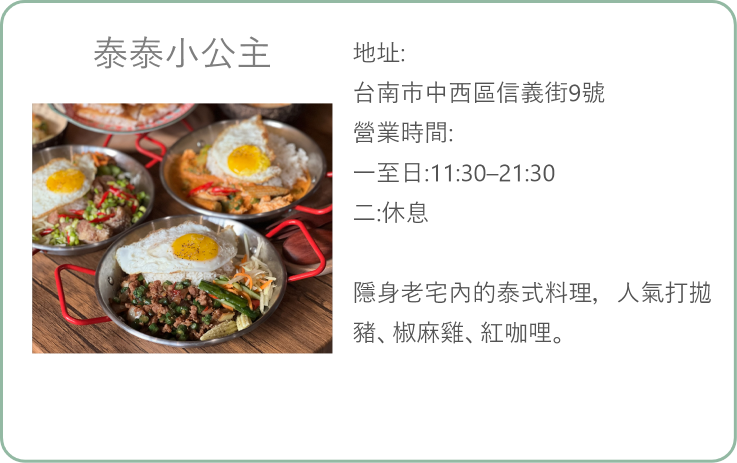 泰泰小公主
地址:
台南市中西區信義街9號
營業時間:
一至日:11:30–21:30
二:休息
隱身老宅內的泰式料理，人氣打拋
豬、椒麻雞、紅咖哩。